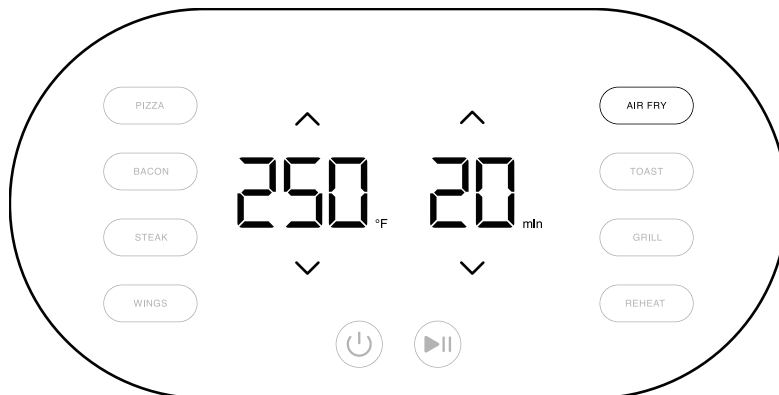 PIZZA
BACON
STEAK
WINGS
250 °F
20 min
AIR FRY
TOAST
GRILL
REHEAT